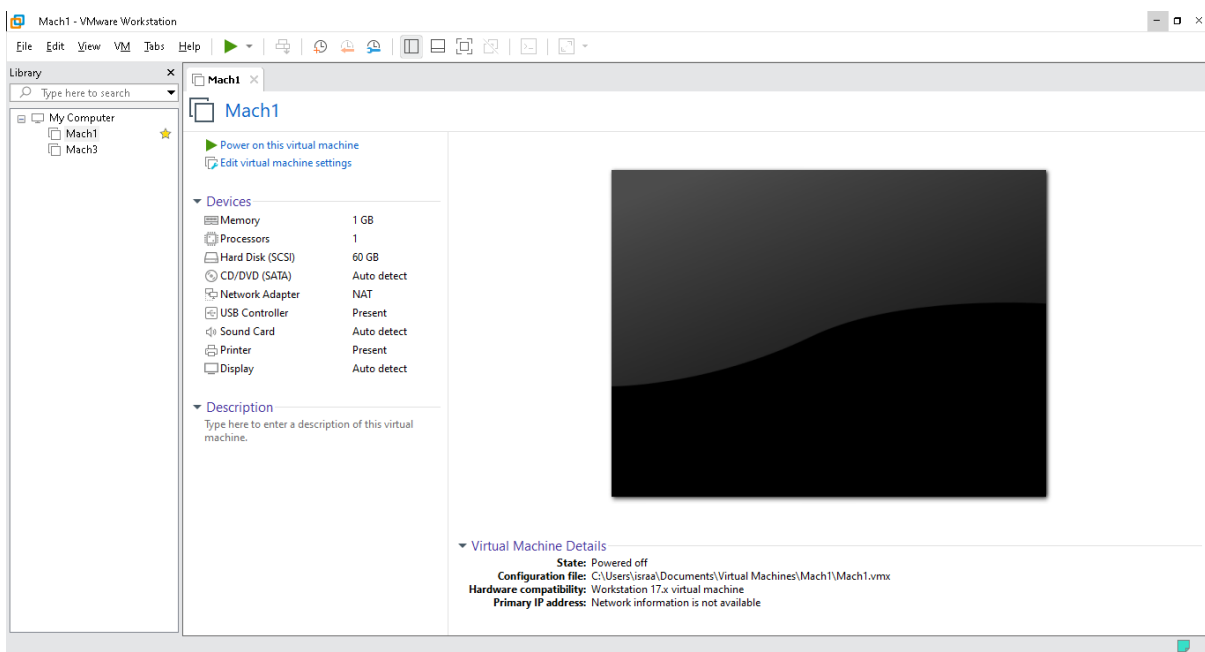 Mach1 - VMware Workstation
File Edit View VM Tabs Help
Library
Type here to search
My Computer
Mach1
Mach3
Mach1
Mach1
Power on this virtual machine
Edit virtual machine settings
Devices
Memory 1 GB
Processors 1
Hard Disk (SCSI) 60 GB
CD/DVD (SATA) Auto detect
Network Adapter NAT
USB Controller Present
Sound Card Auto detect
Printer Present
Display Auto detect
Description
Type here to enter a description of this virtual
machine.
Virtual Machine Details
State: Powered off
Configuration file: C:\Users\israa\Documents\Virtual Machines\Mach1\Mach1.vmx
Hardware compatibility: Workstation 17.x virtual machine
Primary IP address: Network information is not available